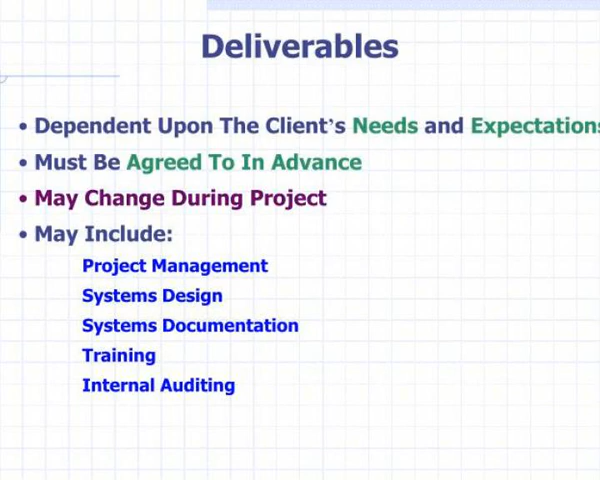 Deliverables
• Dependent Upon The Client’s Needs and Expectations
• Must Be Agreed To In Advance
• May Change During Project
• May Include:
Project Management
Systems Design
Systems Documentation
Training
Internal Auditing